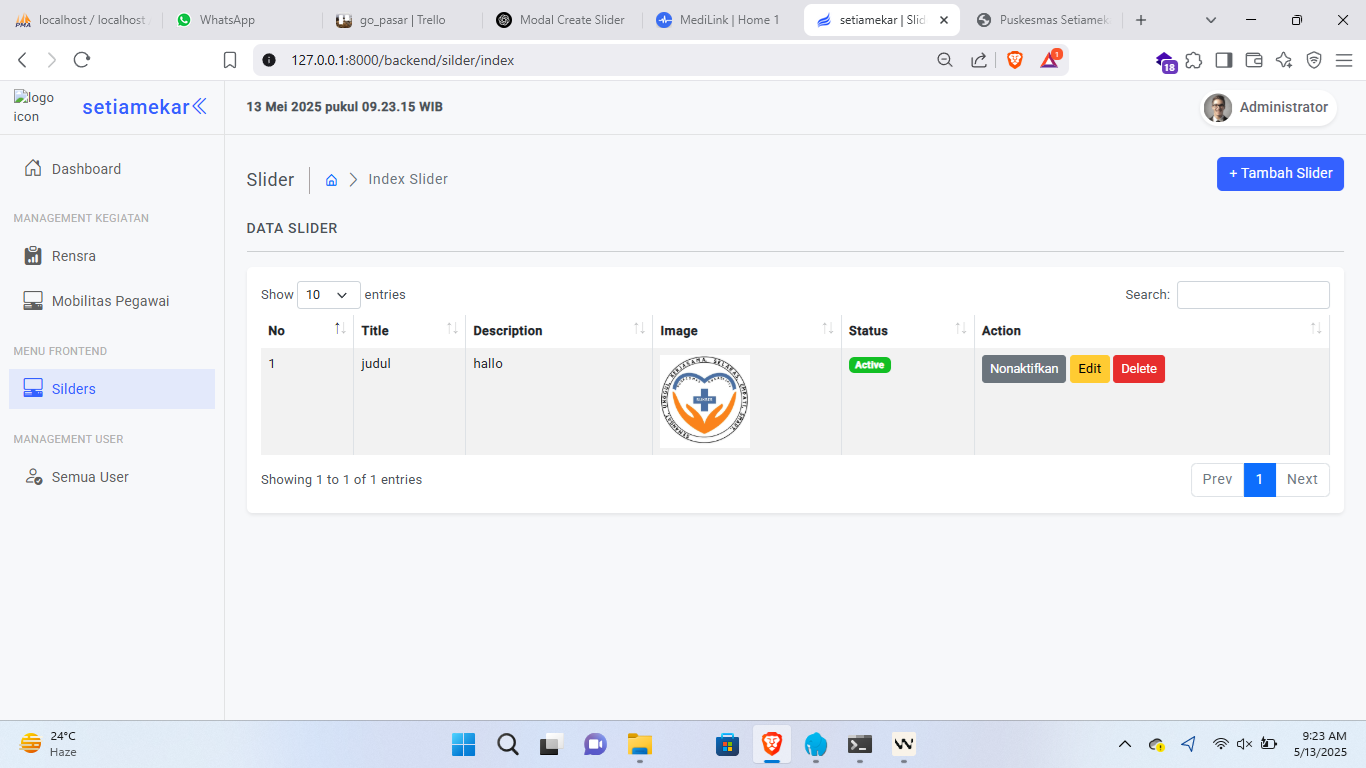 localhost / localhost
WhatsApp
go_pasar | Trello
Modal Create Slider
MediLink | Home 1
setiamekar | Slid
Puskesmas Setiamek
127.0.0.1:8000/backend/silder/index
1
18
logo icon
setiamekar
13 Mei 2025 pukul 09.23.15 WIB
Administrator
Dashboard
MANAGEMENT KEGIATAN
Rensra
Mobilitas Pegawai
MENU FRONTEND
Silders
MANAGEMENT USER
Semua User
Slider
Index Slider
+ Tambah Slider
DATA SLIDER
Show 10 entries
Search:
No Title Description Image Status Action
1 judul hallo Active Nonaktifkan Edit Delete
Showing 1 to 1 of 1 entries
Prev 1 Next
24°C
Haze
9:23 AM
5/13/2025